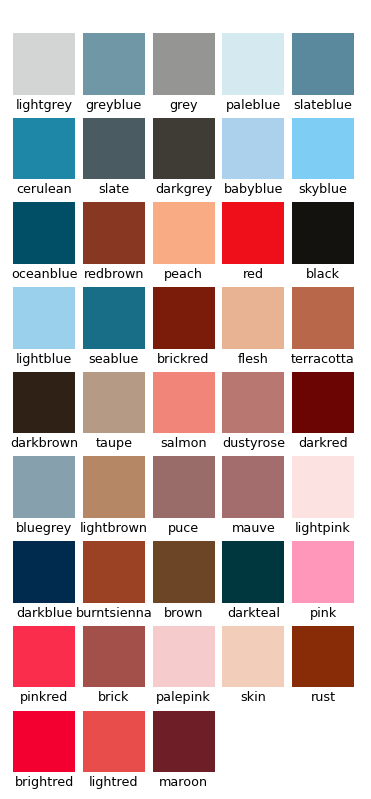 lightgrey greyblue grey paleblue slateblue
cerulean slate darkgrey babyblue skyblue
oceanblue redbrown peach red black
lightblue seablue brickred flesh terracotta
darkbrown taupe salmon dustyrose darkred
bluegrey lightbrown puce mauve lightpink
darkblue burntsienna brown darkteal pink
pinkred brick palepink skin rust
brightred lightred maroon